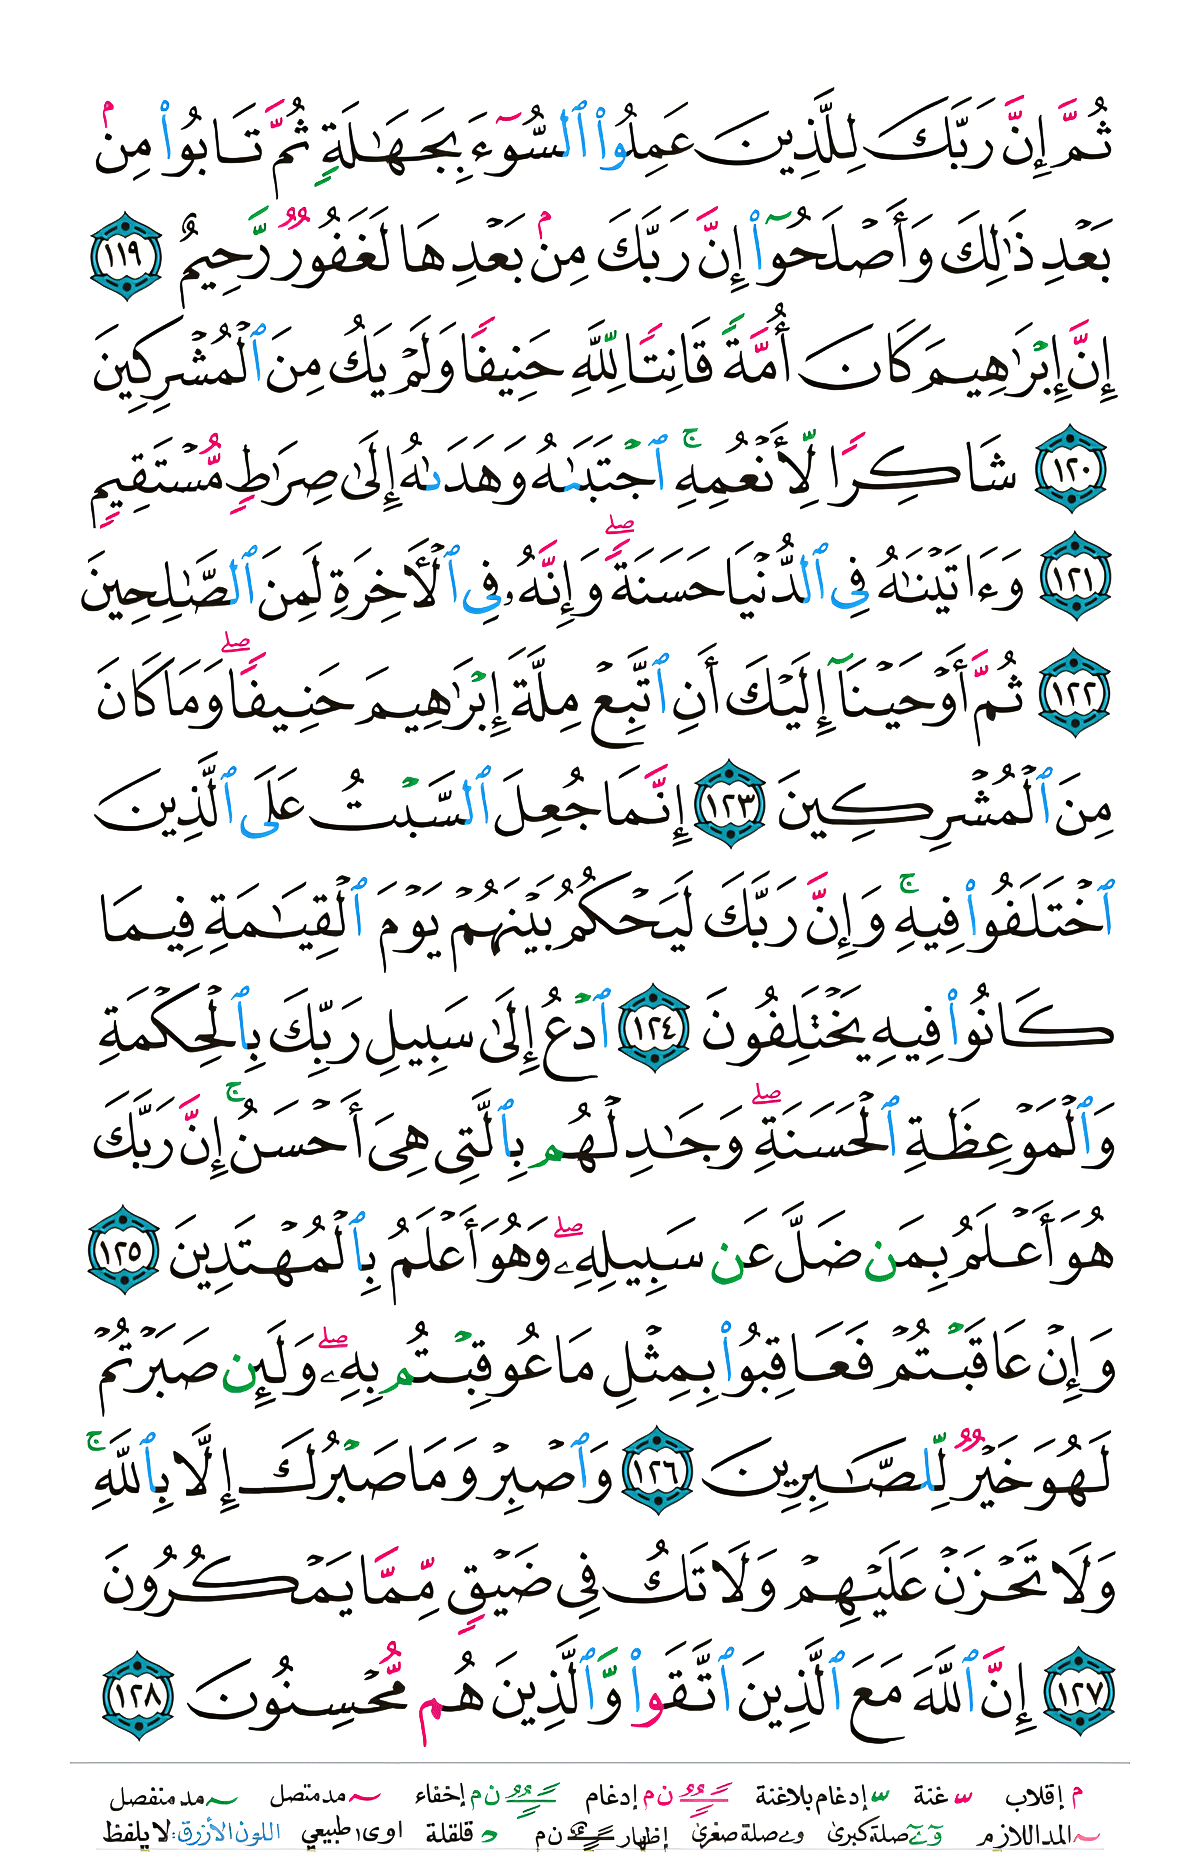 ثُمَّ إِنَّ رَبَّكَ لِلَّذِينَ عَمِلُوا۟ ٱلسُّوٓءَ بِجَهَٰلَةٍ ثُمَّ تَابُوا۟ مِنۢ
بَعْدِ ذَٰلِكَ وَأَصْلَحُوٓا۟ إِنَّ رَبَّكَ مِنۢ بَعْدِهَا لَغَفُورٌ رَّحِيمٌ ١١٩
إِنَّ إِبْرَٰهِيمَ كَانَ أُمَّةً قَانِتًا لِّلَّهِ حَنِيفًا وَلَمْ يَكُ مِنَ ٱلْمُشْرِكِينَ
١٢٠ شَاكِرًا لِّأَنْعُمِهِ ۚ ٱجْتَبَىٰهُ وَهَدَىٰهُ إِلَىٰ صِرَٰطٍ مُّسْتَقِيمٍ
١٢١ وَءَاتَيْنَٰهُ فِى ٱلدُّنْيَا حَسَنَةً ۖ وَإِنَّهُۥ فِى ٱلْأَخِرَةِ لَمِنَ ٱلصَّٰلِحِينَ
١٢٢ ثُمَّ أَوْحَيْنَآ إِلَيْكَ أَنِ ٱتَّبِعْ مِلَّةَ إِبْرَٰهِيمَ حَنِيفًا ۖ وَمَا كَانَ
مِنَ ٱلْمُشْرِكِينَ ١٢٣ إِنَّمَا جُعِلَ ٱلسَّبْتُ عَلَى ٱلَّذِينَ
ٱخْتَلَفُوا۟ فِيهِ ۚ وَإِنَّ رَبَّكَ لَيَحْكُمُ بَيْنَهُمْ يَوْمَ ٱلْقِيَٰمَةِ فِيمَا
كَانُوا۟ فِيهِ يَخْتَلِفُونَ ١٢٤ ٱدْعُ إِلَىٰ سَبِيلِ رَبِّكَ بِٱلْحِكْمَةِ
وَٱلْمَوْعِظَةِ ٱلْحَسَنَةِ ۖ وَجَٰدِلْهُم بِٱلَّتِى هِىَ أَحْسَنُ ۚ إِنَّ رَبَّكَ
هُوَ أَعْلَمُ بِمَن ضَلَّ عَن سَبِيلِهِۦ ۖ وَهُوَ أَعْلَمُ بِٱلْمُهْتَدِينَ ١٢٥
وَإِنْ عَاقَبْتُمْ فَعَاقِبُوا۟ بِمِثْلِ مَا عُوقِبْتُم بِهِۦ ۖ وَلَئِن صَبَرْتُمْ
لَهُوَ خَيْرٌ لِّلصَّٰبِرِينَ ١٢٦ وَٱصْبِرْ وَمَا صَبْرُكَ إِلَّا بِٱللَّهِ ۚ
وَلَا تَحْزَنْ عَلَيْهِمْ وَلَا تَكُ فِى ضَيْقٍ مِّمَّا يَمْكُرُونَ
١٢٧ إِنَّ ٱللَّهَ مَعَ ٱلَّذِينَ ٱتَّقَوا۟ وَّٱلَّذِينَ هُم مُّحْسِنُونَ ١٢٨
م إقلاب غنة إدغام بلاغنة ن م إدغام ن م إخفاء مد متصل مد منفصل
المد اللازم صلة كبرى و ے صلة صغرى إظهار ن م قلقلة ا و ى طبيعي اللون الأزرق: لا يلفظ